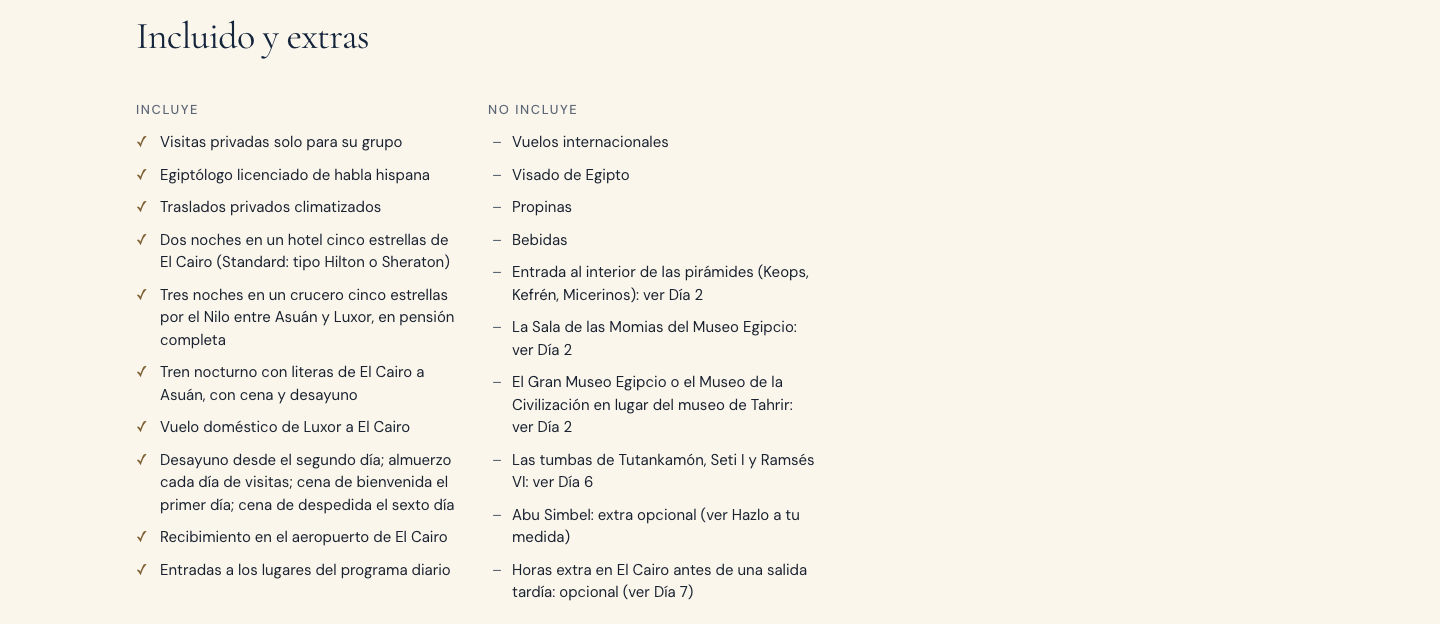 Incluido y extras
INCLUYE
✓ Visitas privadas solo para su grupo
✓ Egiptólogo licenciado de habla hispana
✓ Traslados privados climatizados
✓ Dos noches en un hotel cinco estrellas de
El Cairo (Standard: tipo Hilton o Sheraton)
✓ Tres noches en un crucero cinco estrellas
por el Nilo entre Asuán y Luxor, en pensión
completa
✓ Tren nocturno con literas de El Cairo a
Asuán, con cena y desayuno
✓ Vuelo doméstico de Luxor a El Cairo
✓ Desayuno desde el segundo día; almuerzo
cada día de visitas; cena de bienvenida el
primer día; cena de despedida el sexto día
✓ Recibimiento en el aeropuerto de El Cairo
✓ Entradas a los lugares del programa diario
NO INCLUYE
– Vuelos internacionales
– Visado de Egipto
– Propinas
– Bebidas
– Entrada al interior de las pirámides (Keops,
Kefrén, Micerinos): ver Día 2
– La Sala de las Momias del Museo Egipcio:
ver Día 2
– El Gran Museo Egipcio o el Museo de la
Civilización en lugar del museo de Tahrir:
ver Día 2
– Las tumbas de Tutankamón, Seti I y Ramsés
VI: ver Día 6
– Abu Simbel: extra opcional (ver Hazlo a tu
medida)
– Horas extra en El Cairo antes de una salida
tardía: opcional (ver Día 7)